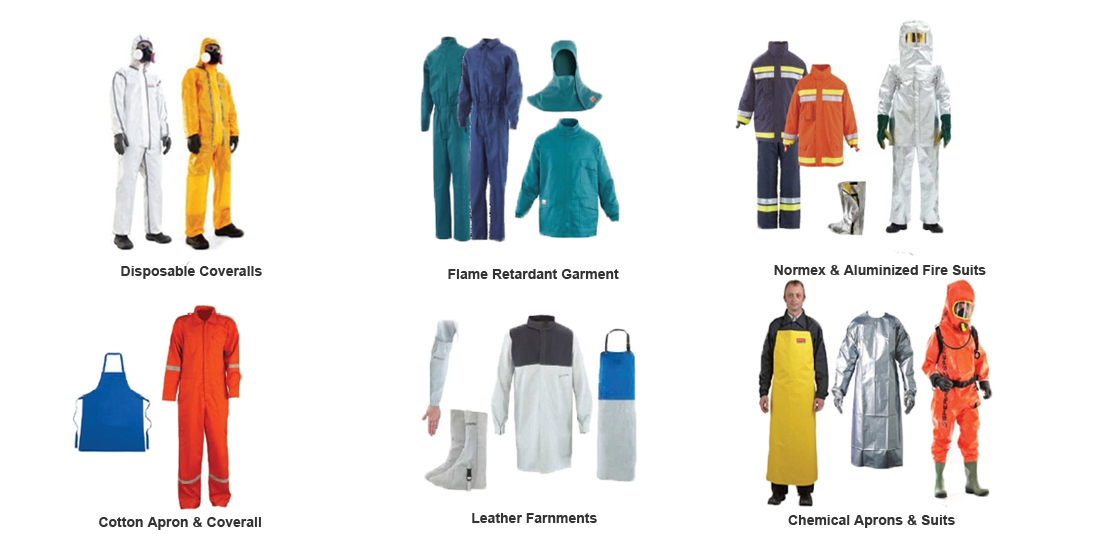 Disposable Coveralls
Flame Retardant Garment
Normex & Aluminized Fire Suits
Cotton Apron & Coverall
Leather Farnments
Chemical Aprons & Suits